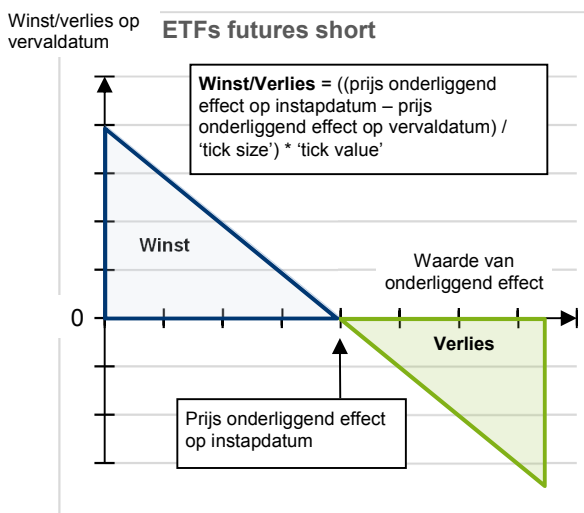 Winst/verlies op
vervaldatum
ETFs futures short
Winst/Verlies = ((prijs onderliggend
effect op instapdatum – prijs
onderliggend effect op vervaldatum) /
‘tick size’) * ‘tick value’
Winst
Waarde van
onderliggend effect
0
Verlies
Prijs onderliggend effect
op instapdatum